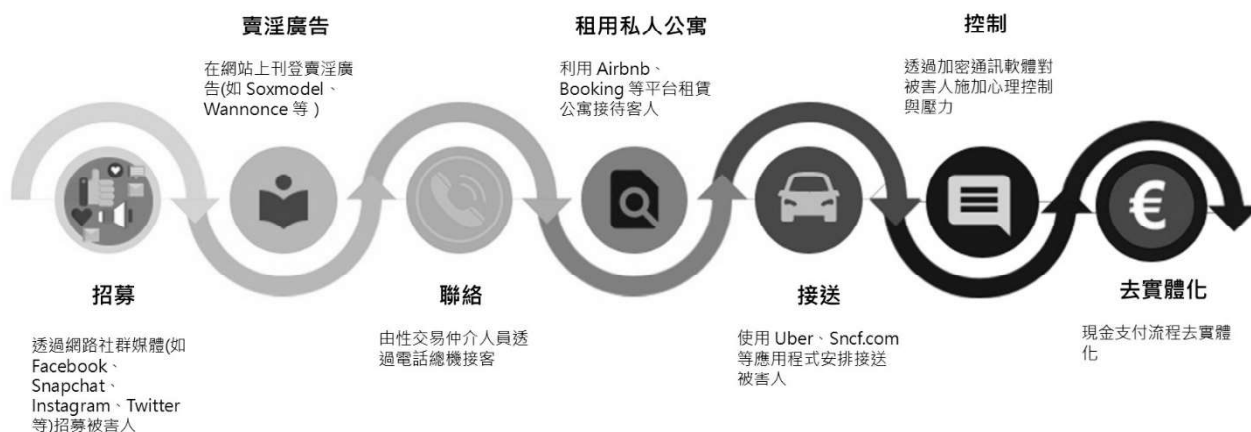 賣淫廣告
在網站上刊登賣淫廣
告(如 Soxmodel、
Wannonce 等 )
租用私人公寓
利用 Airbnb、
Booking 等平台租賃
公寓接待客人
控制
透過加密通訊軟體對
被害人施加心理控制
與壓力
招募
透過網路社群媒體(如
Facebook、
Snapchat、
Instagram、Twitter
等)招募被害人
聯絡
由性交易仲介人員透
過電話總機接客
接送
使用 Uber、Sncf.com
等應用程式安排接送
被害人
€
去實體化
現金支付流程去實體
化